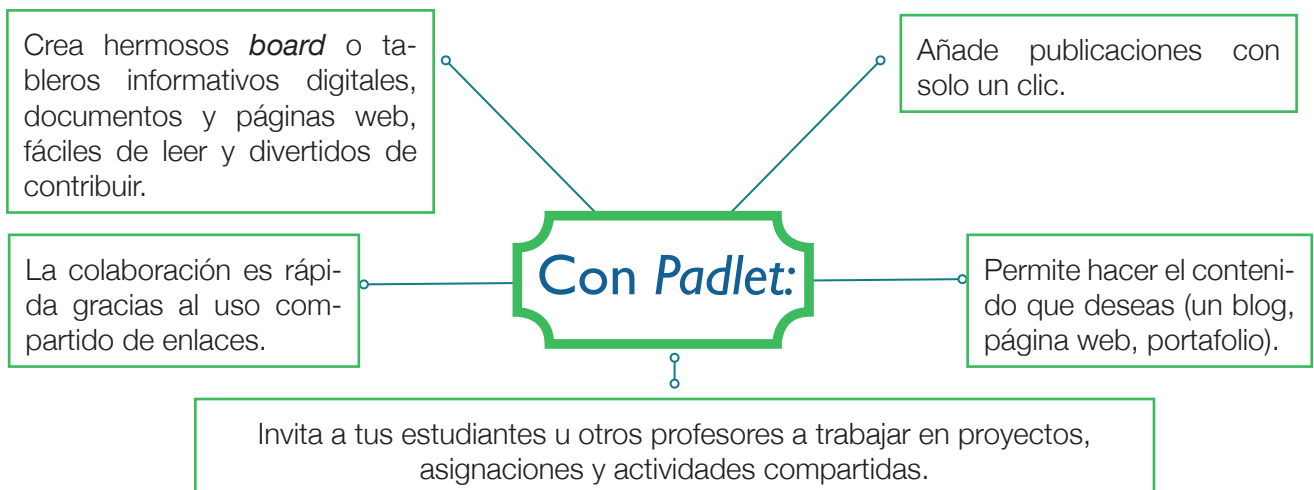 Crea hermosos board o ta-
bleros informativos digitales,
documentos y páginas web,
fáciles de leer y divertidos de
contribuir.
Añade publicaciones con
solo un clic.
Con Padlet:
La colaboración es rápi-
da gracias al uso com-
partido de enlaces.
Permite hacer el conteni-
do que deseas (un blog,
página web, portafolio).
Invita a tus estudiantes u otros profesores a trabajar en proyectos,
asignaciones y actividades compartidas.